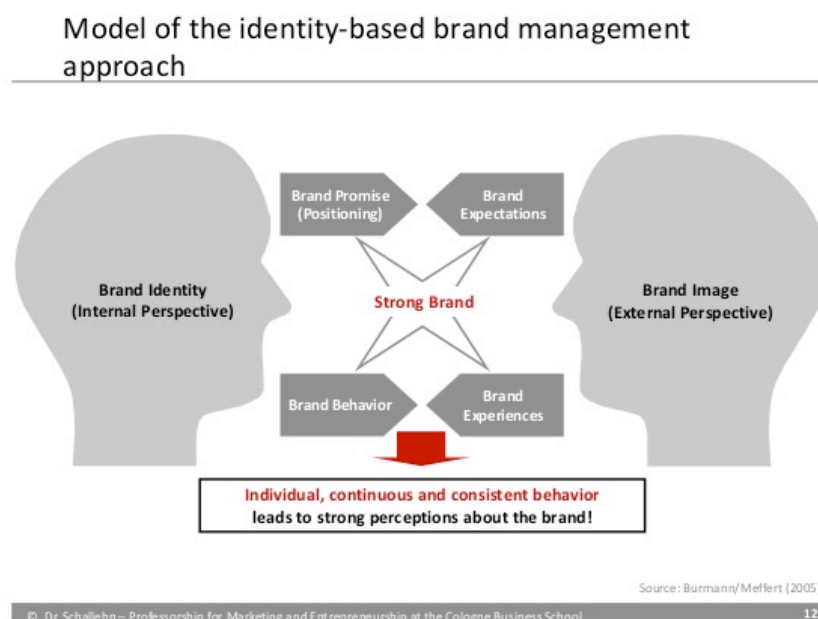 Model of the identity-based brand management
approach
Brand Promise
(Positioning)
Brand
Expectations
Brand Identity
(Internal Perspective)
Strong Brand
Brand Image
(External Perspective)
Brand Behavior
Brand
Experiences
Individual, continuous and consistent behavior
leads to strong perceptions about the brand!
Source: Burmann/Meffert (2005
© Dr. Schallehn – Professorship for Marketing and Entrepreneurship at the Cologne Business School
12